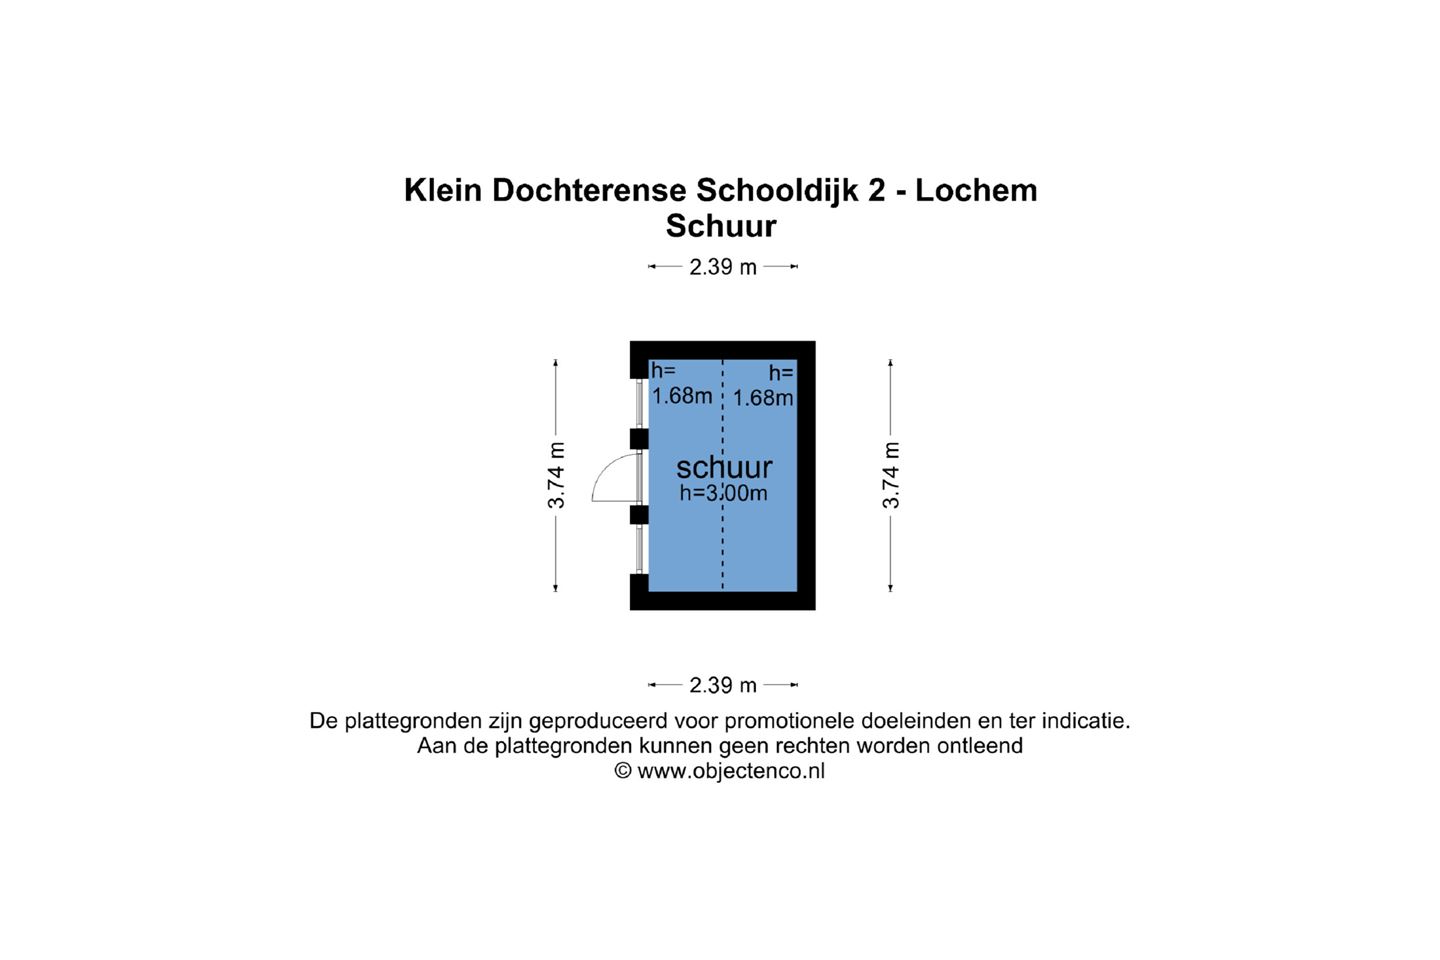 Klein Dochterense Schooldijk 2 - Lochem
Schuur
2.39 m
h=
1.68m
h=
1.68m
3.74 m
schuur
h=3.00m
3.74 m
2.39 m
De plattegronden zijn geproduceerd voor promotionele doeleinden en ter indicatie.
Aan de plattegronden kunnen geen rechten worden ontleend
© www.objectenco.nl